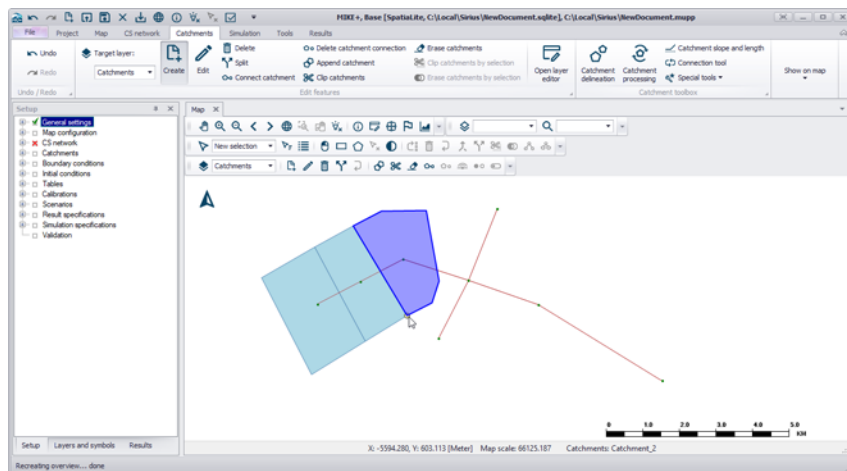 MIKE+, Base [SpatiaLite, C:\Local\Sirius\NewDocument.sqlite], C:\Local\Sirius\NewDocument.mupp
File Project Map CS network Catchments Simulation Tools Results
Undo
Redo
Undo / Redo
Target layer:
Catchments
Create
Edit
Delete
Split
Connect catchment
Delete catchment connection
Append catchment
Clip catchments
Erase catchments
Clip catchments by selection
Erase catchments by selection
Edit features
Open layer
editor
Catchment
delineation
Catchment
processing
Catchment slope and length
Connection tool
Special tools
Catchment toolbox
Show on map
Setup
General settings
Map configuration
CS network
Catchments
Boundary conditions
Initial conditions
Tables
Calibrations
Scenarios
Result specifications
Simulation specifications
Validation
Setup Layers and symbols Results
Map
New selection
Catchments
0 1.0 2.0 3.0 4.0 5.0
KM
X: -5594.280, Y: 603.113 [Meter] Map scale: 66125.187 Catchments: Catchment_2
Recreating overview... done